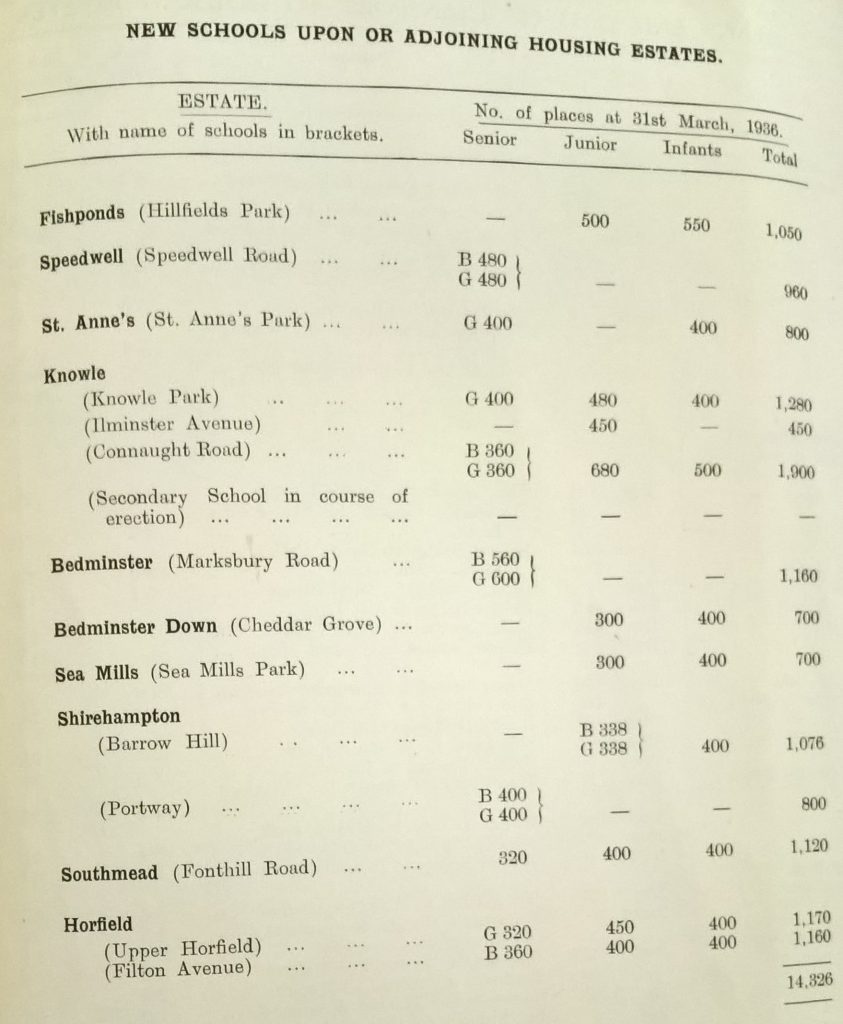 NEW SCHOOLS UPON OR ADJOINING HOUSING ESTATES.
ESTATE. No. of places at 31st March, 1936.
With name of schools in brackets. Senior Junior Infants Total
Fishponds (Hillfields Park) ... ... — 500 550 1,050
Speedwell (Speedwell Road) ... ... B 480 }
G 480 } — — 960
St. Anne's (St. Anne's Park) ... ... G 400 — 400 800
Knowle
(Knowle Park) .. ... ... G 400 480 400 1,280
(Ilminster Avenue) ... ... — 450 — 450
(Connaught Road) ... ... ... B 360 }
G 360 } 680 500 1,900
(Secondary School in course of
erection) ... ... ... ... — — — —
Bedminster (Marksbury Road) ... B 560 }
G 600 } — — 1,160
Bedminster Down (Cheddar Grove) ... — 300 400 700
Sea Mills (Sea Mills Park) ... ... — 300 400 700
Shirehampton
(Barrow Hill) .. ... ... — B 338 }
G 338 } 400 1,076
(Portway) ... ... ... ... B 400 }
G 400 } — — 800
Southmead (Fonthill Road) ... ... 320 400 400 1,120
Horfield
(Upper Horfield) ... ... ... G 320 450 400 1,170
(Filton Avenue) ... ... ... B 360 400 400 1,160
14,326